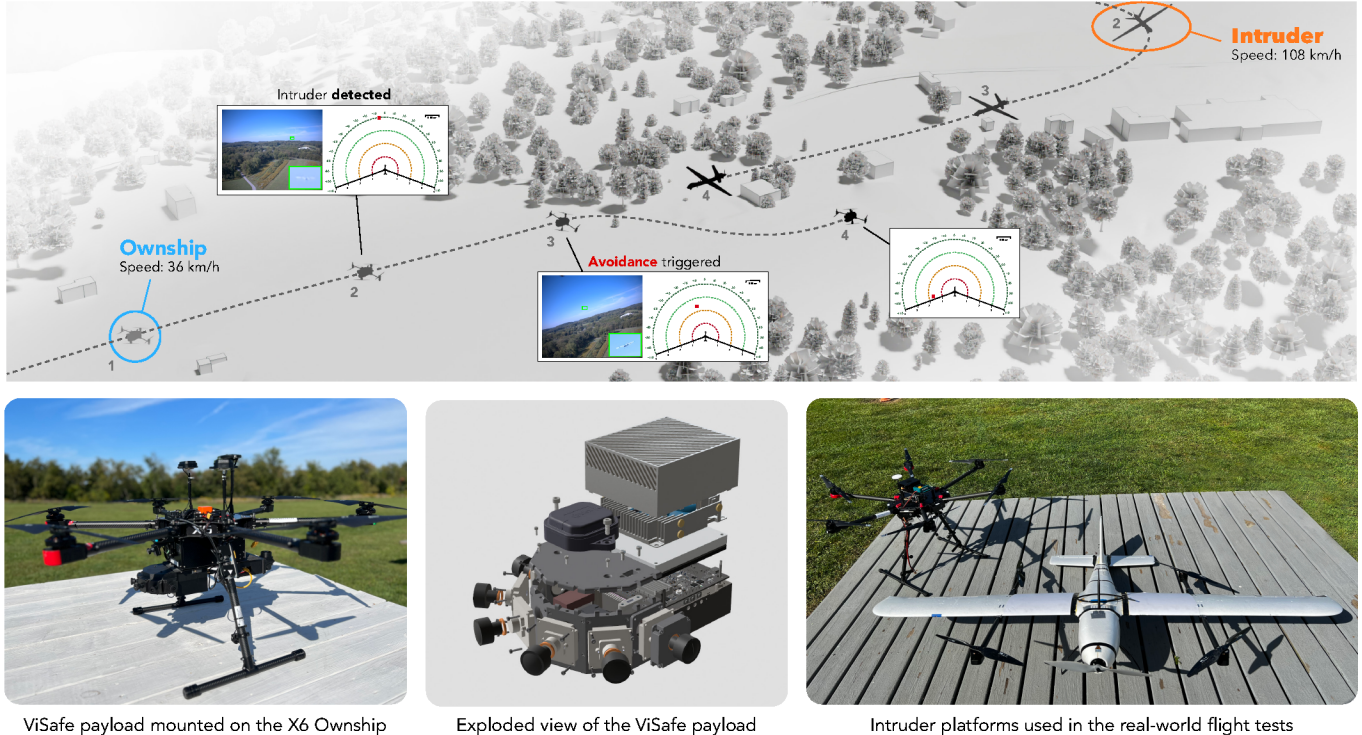 2
Intruder
Speed: 108 km/h
Intruder detected
3
4
Ownship
Speed: 36 km/h
3
4
2
Avoidance triggered
1
X6
ViSafe payload mounted on the X6 Ownship
Exploded view of the ViSafe payload
Intruder platforms used in the real-world flight tests